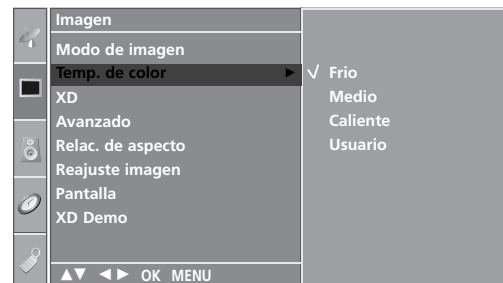 Imagen
Modo de imagen
Temp. de color ► √ Frio
XD Medio
Avanzado Caliente
Relac. de aspecto Usuario
Reajuste imagen
Pantalla
XD Demo
▲▼ ◄► OK MENU